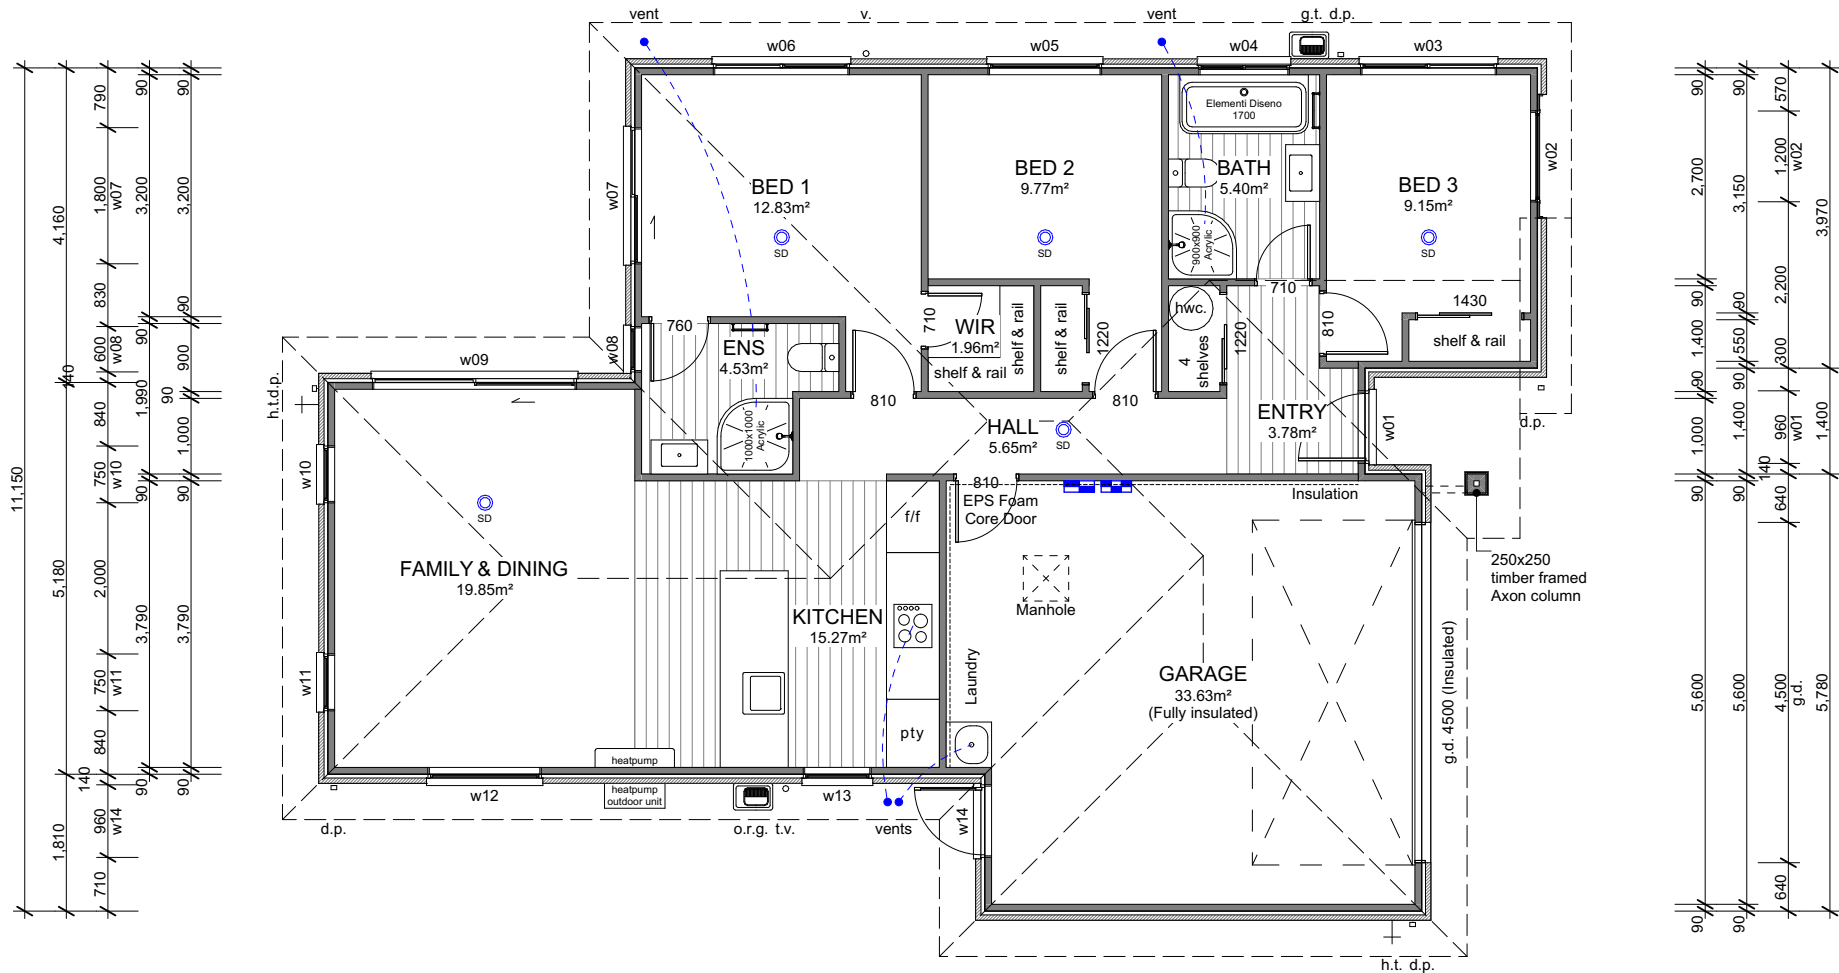 vent
v.
vent
g.t. d.p.
w06
w05
w04
w03
Elementi Diseno
1700
BED 1
12.83m²
SD
BED 2
9.77m²
SD
BATH
5.40m²
900x900
Acrylic
BED 3
9.15m²
SD
w02
w07
w08
760
ENS
4.53m²
1000x1000
Acrylic
710
WIR
1.96m²
shelf & rail
shelf & rail
shelf & rail
1220
hwc.
4
shelves
1220
710
810
1430
shelf & rail
810
810
HALL
5.65m²
SD
ENTRY
3.78m²
w01
d.p.
h.t.d.p.
w09
w10
w11
SD
FAMILY & DINING
19.85m²
KITCHEN
15.27m²
f/f
pty
810
EPS Foam
Core Door
Insulation
Manhole
Laundry
GARAGE
33.63m²
(Fully insulated)
g.d. 4500 (Insulated)
250x250
timber framed
Axon column
heatpump
heatpump
outdoor unit
w12
w13
w14
d.p.
o.r.g. t.v.
vents
h.t. d.p.
11,150
4,160
5,180
1,810
790
1,800
w07
830
600
w08
140
840
750
w10
2,000
750
w11
840
140
960
w14
710
90
3,200
90
1,990
90
3,790
90
90
3,200
90
900
90
1,000
90
3,790
90
90
2,700
90
1,400
90
1,000
90
5,600
90
90
3,150
90
550
90
1,400
90
5,600
90
570
1,200
w02
2,200
300
960
w01
140
640
4,500
g.d.
640
3,970
1,400
5,780